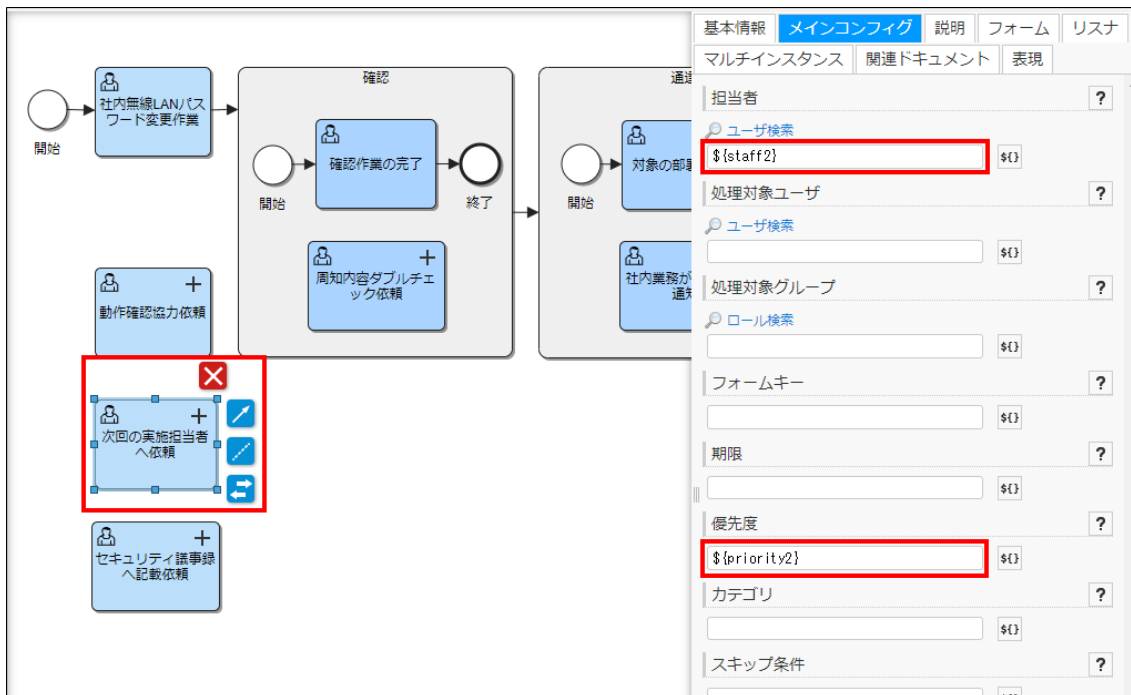 開始
社内無線LANパス
ワード変更作業
確認
開始
確認作業の完了
終了
周知内容ダブルチェ
ック依頼
開始
動作確認協力依頼
次回の実施担当者
へ依頼
セキュリティ議事録
へ記載依頼
対象の部
社内業務が
基本情報
メインコンフィグ
説明
フォーム
リスナ
マルチインスタンス
関連ドキュメント
表現
担当者
?
ユーザ検索
${staff2}
${}
処理対象ユーザ
?
ユーザ検索
${}
処理対象グループ
?
ロール検索
${}
フォームキー
?
${}
期限
?
${}
優先度
?
${priority2}
${}
カテゴリ
?
${}
スキップ条件
?